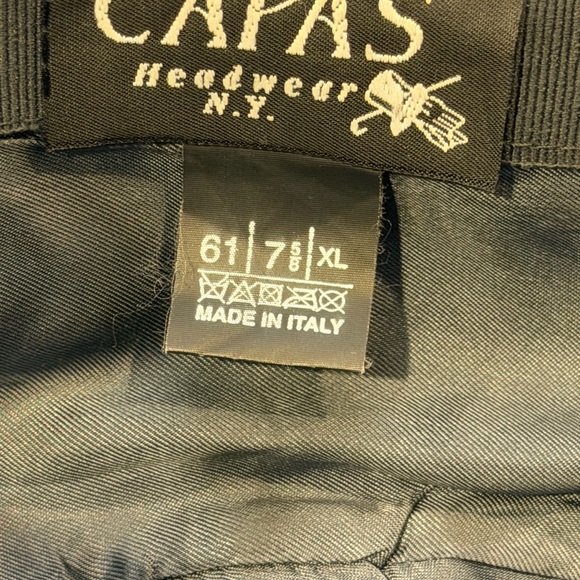 CAPAS
Headwear
N.Y.
61 | 7 5/8 | XL
MADE IN ITALY